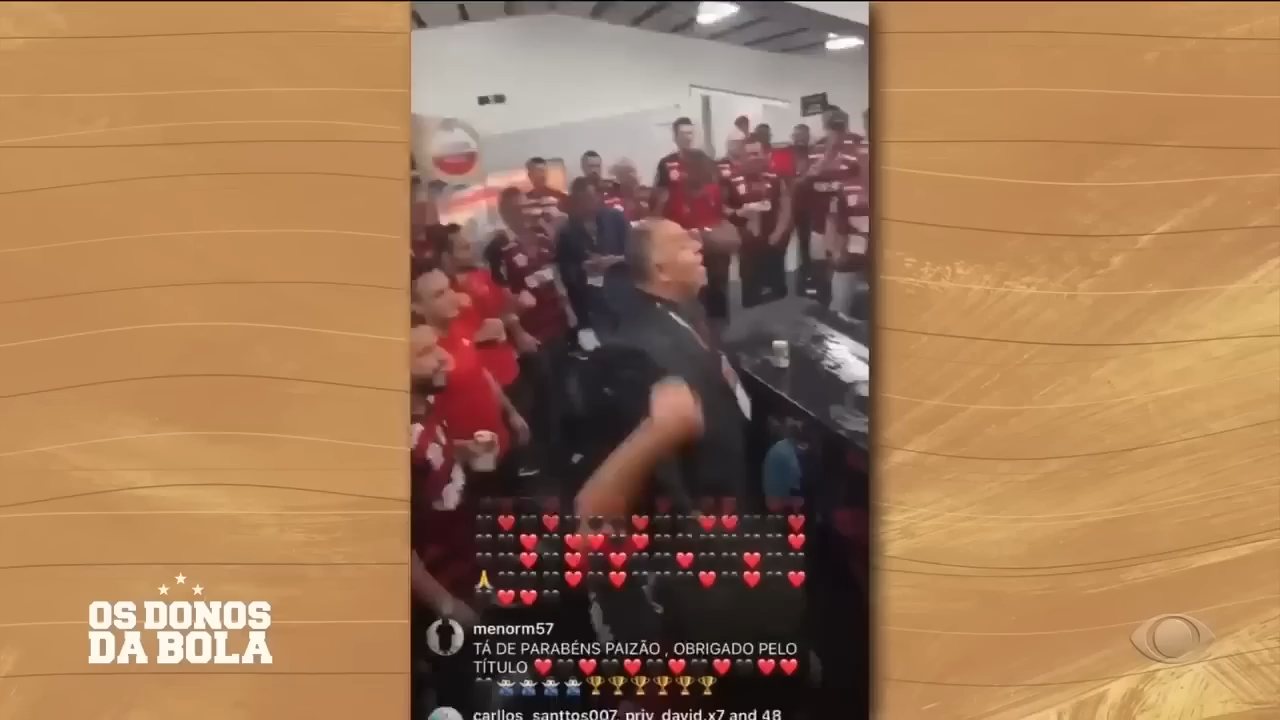 menorm57
TÁ DE PARABÉNS PAIZÃO , OBRIGADO PELO
TÍTULO
carllos_santtos007, priv_david.x7 and 48
OS DONOS
DA BOLA